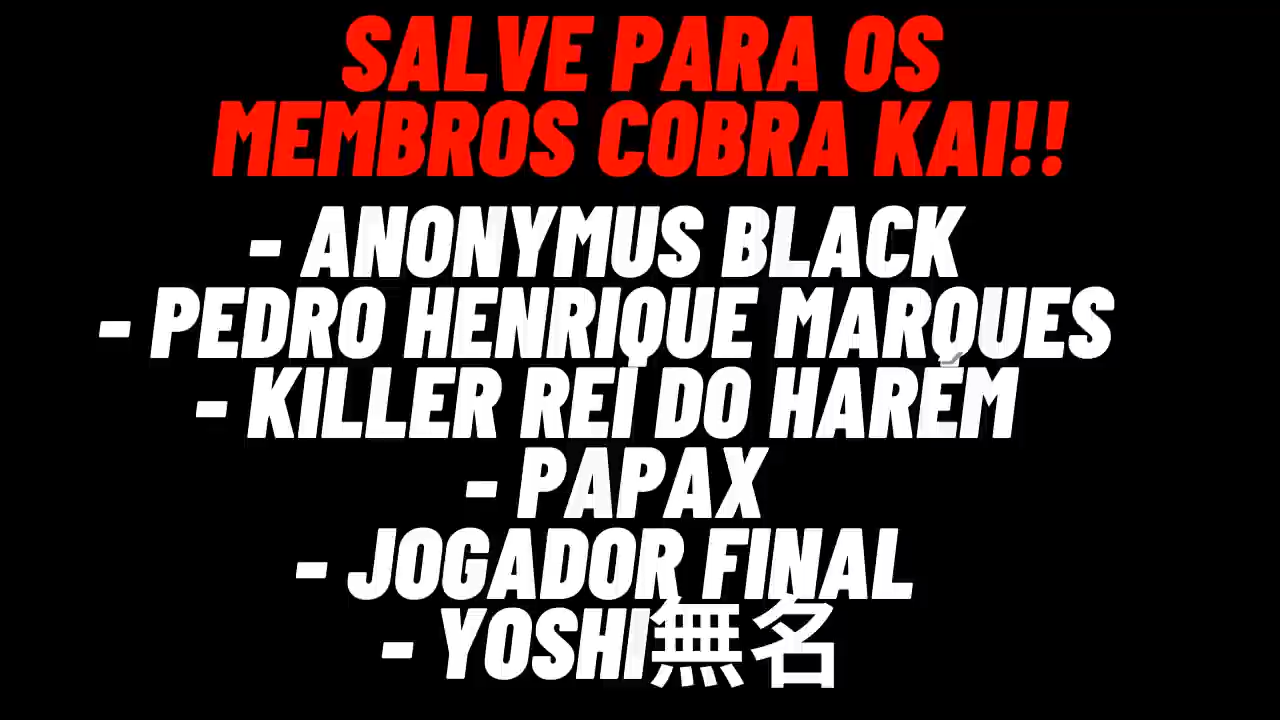 SALVE PARA OS
MEMBROS COBRA KAI!!
- ANONYMUS BLACK
- PEDRO HENRIQUE MARQUES
- KILLER REI DO HARÉM
- PAPAX
- JOGADOR FINAL
- YOSHI無名